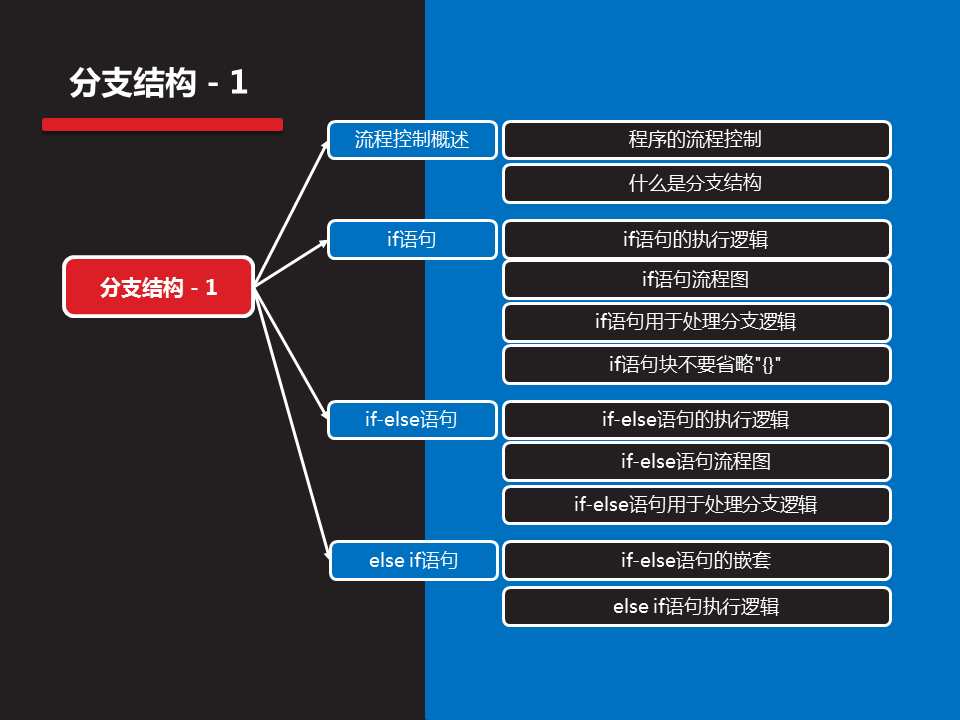 分支结构 - 1
流程控制概述
程序的流程控制
什么是分支结构
if语句
if语句的执行逻辑
if语句流程图
if语句用于处理分支逻辑
if语句块不要省略"{}"
分支结构 - 1
if-else语句
if-else语句的执行逻辑
if-else语句流程图
if-else语句用于处理分支逻辑
else if语句
if-else语句的嵌套
else if语句执行逻辑